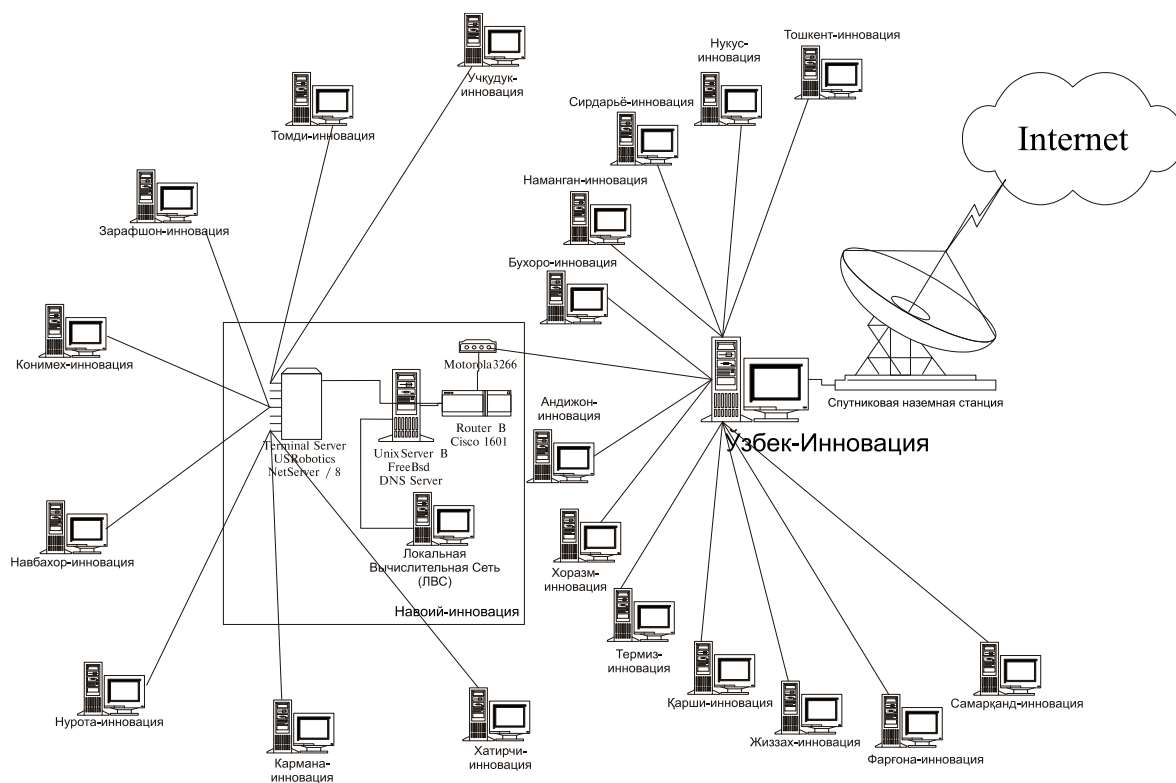 Учқудук-
инновация
Томди-инновация
Зарафшон-инновация
Конимех-инновация
Навбахор-инновация
Нурота-инновация
Кармана-
инновация
Хатирчи-
инновация
Terminal Server
USRobotics
NetServer / 8
UnixServer B
FreeBsd
DNS Server
Motorola3266
Router B
Cisco 1601
Локальная
Вычислительная Сеть
(ЛВС)
Навоий-инновация
Нукус-
инновация
Тошкент-инновация
Сирдарьё-инновация
Наманган-инновация
Бухоро-инновация
Андижон-
инновация
Хоразм-
инновация
Термиз-
инновация
Қарши-инновация
Жиззах-инновация
Фарғона-инновация
Самарқанд-инновация
Ўзбек-Инновация
Спутниковая наземная станция
Internet